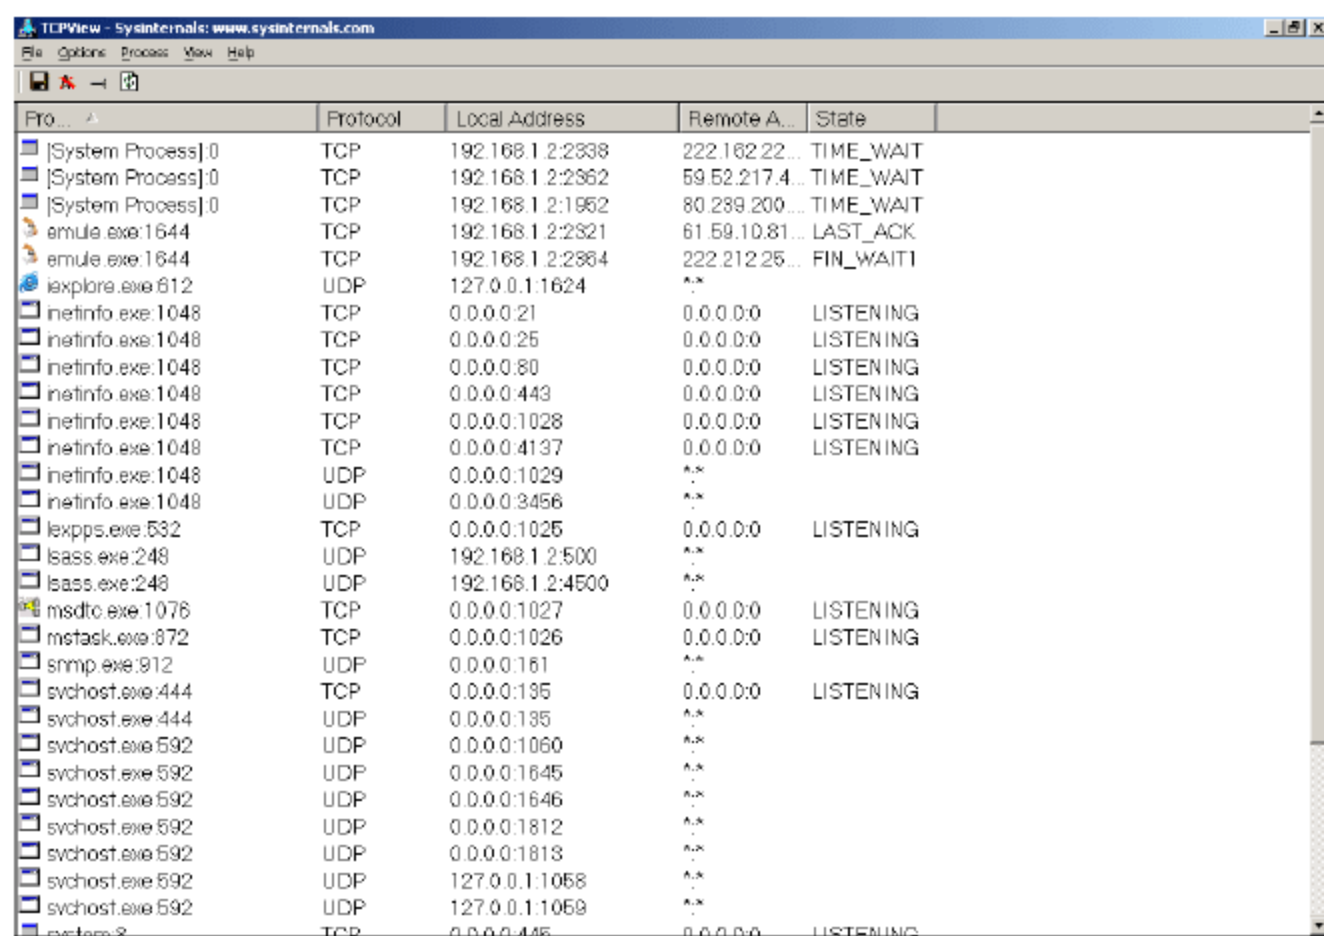 TCPView - Sysinternals: www.sysinternals.com
File Options Process View Help
Pro... Protocol Local Address Remote A... State
[System Process]:0 TCP 192.168.1.2:2338 222.162.22... TIME_WAIT
[System Process]:0 TCP 192.168.1.2:2362 59.52.217.4... TIME_WAIT
[System Process]:0 TCP 192.168.1.2:1952 80.239.200.... TIME_WAIT
emule.exe:1644 TCP 192.168.1.2:2321 61.59.10.81... LAST_ACK
emule.exe:1644 TCP 192.168.1.2:2364 222.212.25... FIN_WAIT1
iexplore.exe:612 UDP 127.0.0.1:1624 *:*
inetinfo.exe:1048 TCP 0.0.0.0:21 0.0.0.0:0 LISTENING
inetinfo.exe:1048 TCP 0.0.0.0:25 0.0.0.0:0 LISTENING
inetinfo.exe:1048 TCP 0.0.0.0:80 0.0.0.0:0 LISTENING
inetinfo.exe:1048 TCP 0.0.0.0:443 0.0.0.0:0 LISTENING
inetinfo.exe:1048 TCP 0.0.0.0:1028 0.0.0.0:0 LISTENING
inetinfo.exe:1048 TCP 0.0.0.0:4137 0.0.0.0:0 LISTENING
inetinfo.exe:1048 UDP 0.0.0.0:1029 *:*
inetinfo.exe:1048 UDP 0.0.0.0:3456 *:*
lexpps.exe:532 TCP 0.0.0.0:1025 0.0.0.0:0 LISTENING
lsass.exe:248 UDP 192.168.1.2:500 *:*
lsass.exe:248 UDP 192.168.1.2:4500 *:*
msdtc.exe:1076 TCP 0.0.0.0:1027 0.0.0.0:0 LISTENING
mstask.exe:872 TCP 0.0.0.0:1026 0.0.0.0:0 LISTENING
snmp.exe:912 UDP 0.0.0.0:161 *:*
svchost.exe:444 TCP 0.0.0.0:135 0.0.0.0:0 LISTENING
svchost.exe:444 UDP 0.0.0.0:135 *:*
svchost.exe:592 UDP 0.0.0.0:1060 *:*
svchost.exe:592 UDP 0.0.0.0:1645 *:*
svchost.exe:592 UDP 0.0.0.0:1646 *:*
svchost.exe:592 UDP 0.0.0.0:1812 *:*
svchost.exe:592 UDP 0.0.0.0:1813 *:*
svchost.exe:592 UDP 127.0.0.1:1058 *:*
svchost.exe:592 UDP 127.0.0.1:1059 *:*
system:8 TCP 0.0.0.0:445 0.0.0.0:0 LISTENING